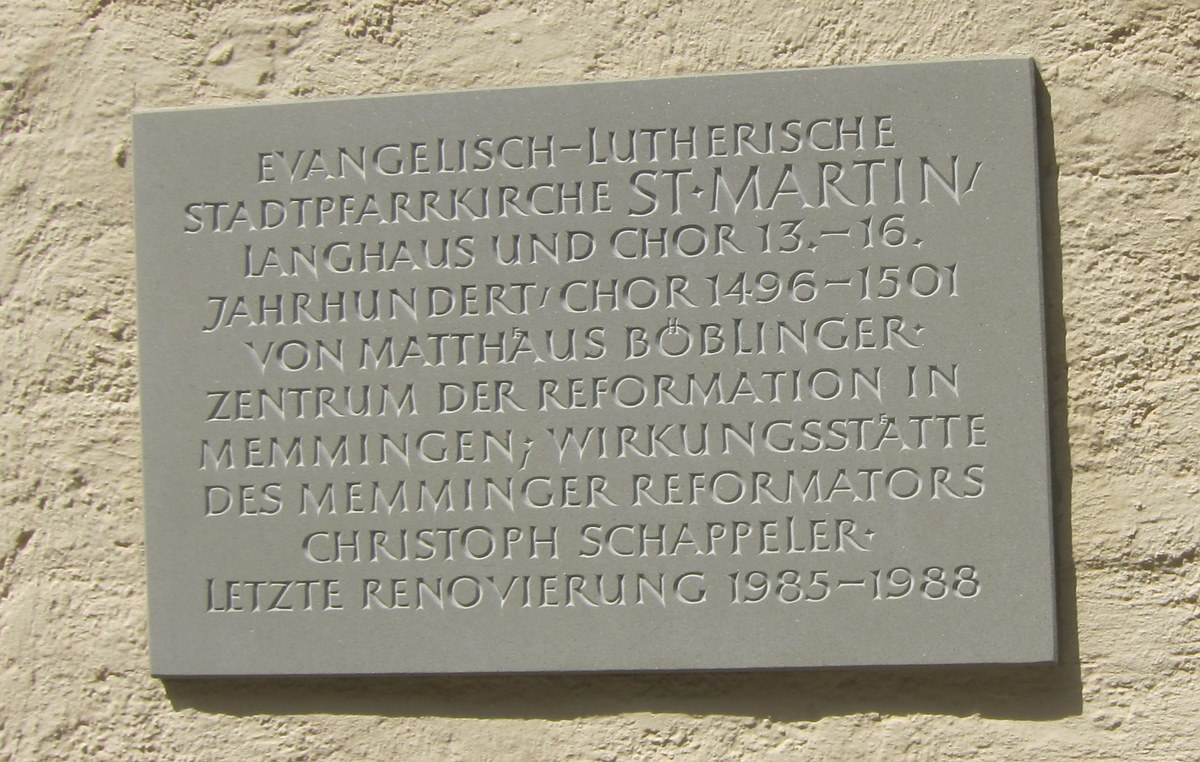 EVANGELISCH-LUTHERISCHE
STADTPFARRKIRCHE ST·MARTIN/
LANGHAUS UND CHOR 13.-16.
JAHRHUNDERT/CHOR 1496-1501
VON MATTHÄUS BÖBLINGER·
ZENTRUM DER REFORMATION IN
MEMMINGEN; WIRKUNGSSTÄTTE
DES MEMMINGER REFORMATORS
CHRISTOPH SCHAPPELER·
LETZTE RENOVIERUNG 1985-1988